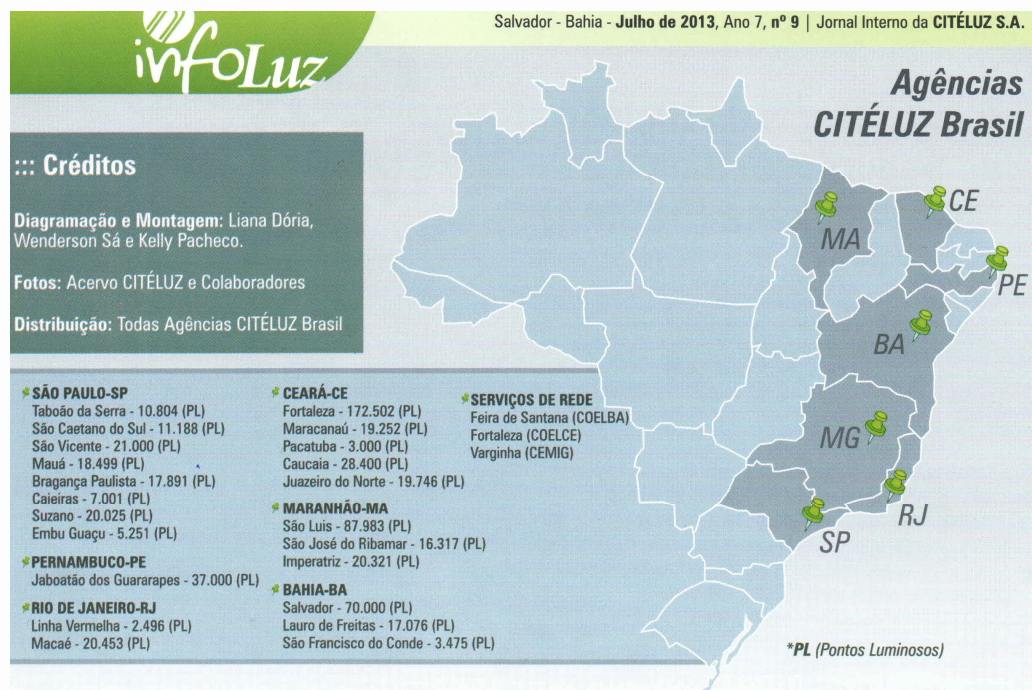 infoLuz
Salvador - Bahia - Julho de 2013, Ano 7, nº 9 | Jornal Interno da CITÉLUZ S.A.
Agências
CITÉLUZ Brasil
::: Créditos
Diagramação e Montagem: Liana Dória,
Wenderson Sá e Kelly Pacheco.
Fotos: Acervo CITÉLUZ e Colaboradores
Distribuição: Todas Agências CITÉLUZ Brasil
SÃO PAULO-SP
Taboão da Serra - 10.804 (PL)
São Caetano do Sul - 11.188 (PL)
São Vicente - 21.000 (PL)
Mauá - 18.499 (PL)
Bragança Paulista - 17.891 (PL)
Caieiras - 7.001 (PL)
Suzano - 20.025 (PL)
Embu Guaçu - 5.251 (PL)
PERNAMBUCO-PE
Jaboatão dos Guararapes - 37.000 (PL)
RIO DE JANEIRO-RJ
Linha Vermelha - 2.496 (PL)
Macaé - 20.453 (PL)
CEARÁ-CE
Fortaleza - 172.502 (PL)
Maracanaú - 19.252 (PL)
Pacatuba - 3.000 (PL)
Caucaia - 28.400 (PL)
Juazeiro do Norte - 19.746 (PL)
MARANHÃO-MA
São Luis - 87.983 (PL)
São José do Ribamar - 16.317 (PL)
Imperatriz - 20.321 (PL)
BAHIA-BA
Salvador - 70.000 (PL)
Lauro de Freitas - 17.076 (PL)
São Francisco do Conde - 3.475 (PL)
SERVIÇOS DE REDE
Feira de Santana (COELBA)
Fortaleza (COELCE)
Varginha (CEMIG)
MA
CE
PE
BA
MG
RJ
SP
*PL (Pontos Luminosos)